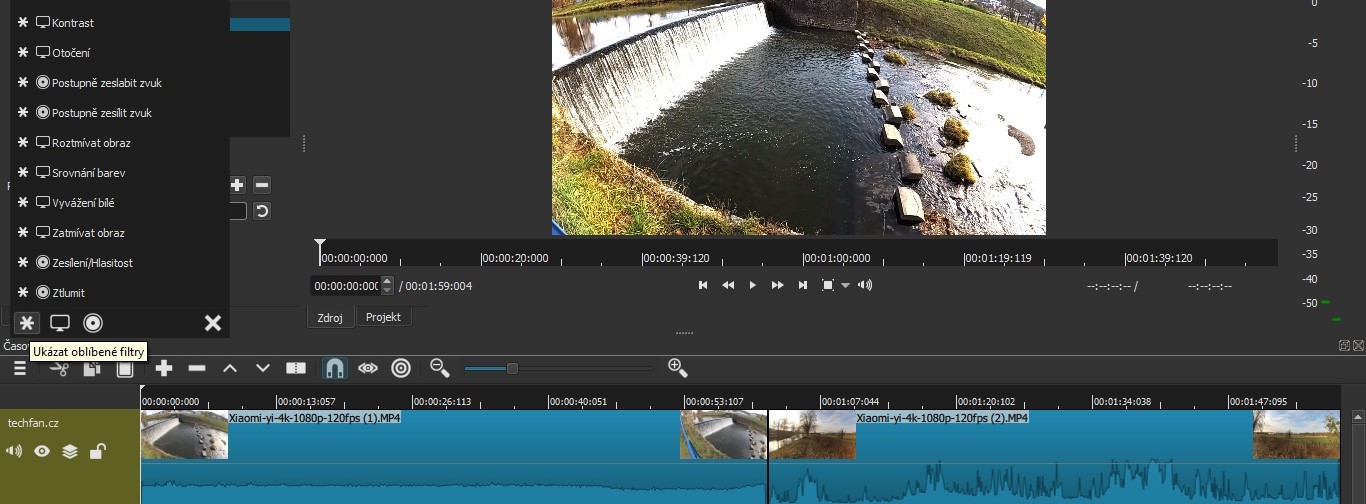 Kontrast
Otočení
Postupně zeslabit zvuk
Postupně zesílit zvuk
Roztmívat obraz
Srovnání barev
Vyvážení bílé
Zatmívat obraz
Zesílení/Hlasitost
Ztlumit
Ukázat oblíbené filtry
0
-5
-10
-15
-20
-25
-30
-35
-40
-50
00:00:00:000 00:00:20:000 00:00:39:120 00:01:00:000 00:01:19:119 00:01:39:120
00:00:00:000 / 00:01:59:004
--:--:--:-- / --:--:--:--
Zdroj Projekt
Časo
00:00:00:000 00:00:13:057 00:00:26:113 00:00:40:051 00:00:53:107 00:01:07:044 00:01:20:102 00:01:34:038 00:01:47:095
techfan.cz
Xiaomi-yi-4k-1080p-120fps (1).MP4
Xiaomi-yi-4k-1080p-120fps (2).MP4